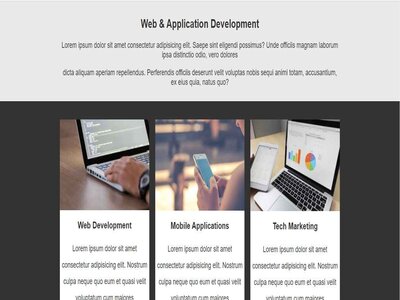 Web & Application Development
Lorem ipsum dolor sit amet consectetur adipisicing elit. Saepe sint eligendi possimus? Unde officiis magnam laborum
ipsa distinctio odio, vero dolores
dicta aliquam aperiam repellendus. Perferendis officiis deserunt velit voluptas nobis sequi animi totam, accusantium,
ex eius quia, natus quo?
Web Development
Mobile Applications
Tech Marketing
Lorem ipsum dolor sit amet
consectetur adipisicing elit. Nostrum
culpa neque quo eum et quasi velit
voluptatum cum maiores
Lorem ipsum dolor sit amet
consectetur adipisicing elit. Nostrum
culpa neque quo eum et quasi velit
voluptatum cum maiores
Lorem ipsum dolor sit amet
consectetur adipisicing elit. Nostrum
culpa neque quo eum et quasi velit
voluptatum cum maiores